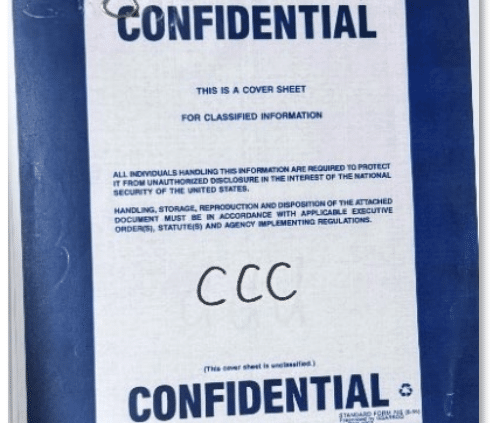 CONFIDENTIAL
THIS IS A COVER SHEET
FOR CLASSIFIED INFORMATION
ALL INDIVIDUALS HANDLING THIS INFORMATION ARE REQUIRED TO PROTECT
IT FROM UNAUTHORIZED DISCLOSURE IN THE INTEREST OF THE NATIONAL
SECURITY OF THE UNITED STATES.
HANDLING, STORAGE, REPRODUCTION AND DISPOSITION OF THE ATTACHED
DOCUMENT MUST BE IN ACCORDANCE WITH APPLICABLE EXECUTIVE
ORDER(S), STATUTE(S) AND AGENCY IMPLEMENTING REGULATIONS.
CCC
(This cover sheet is unclassified.)
CONFIDENTIAL
STANDARD FORM